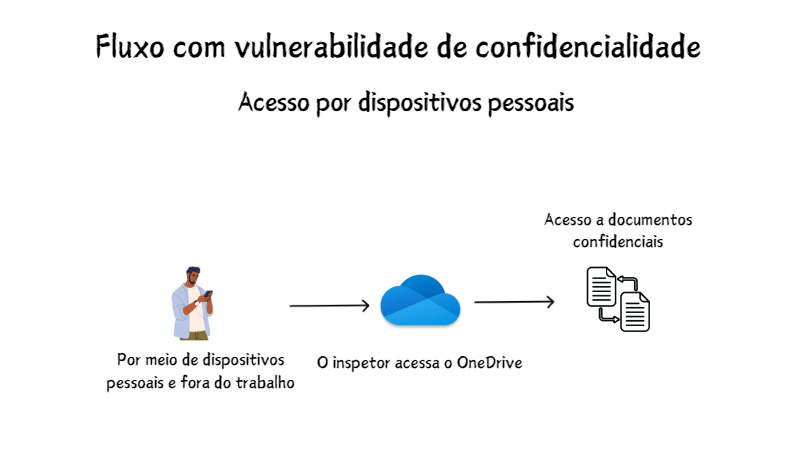 Fluxo com vulnerabilidade de confidencialidade
Acesso por dispositivos pessoais
Acesso a documentos
confidenciais
Por meio de dispositivos
pessoais e fora do trabalho
O inspetor acessa o OneDrive